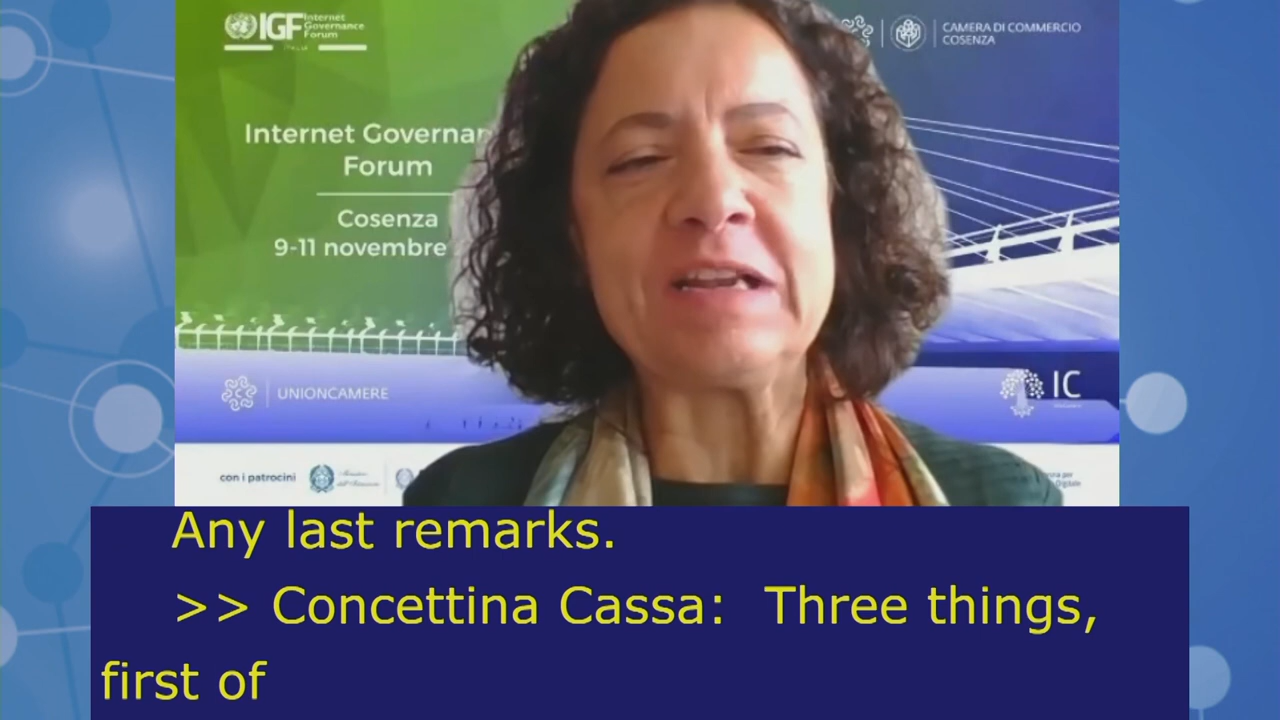 IGF Internet
Governance
Forum
CAMERA DI COMMERCIO
COSENZA
Internet Governan
Forum
Cosenza
9-11 novembre
UNIONCAMERE
IC
con i patrocini
Any last remarks.
>> Concettina Cassa: Three things,
first of